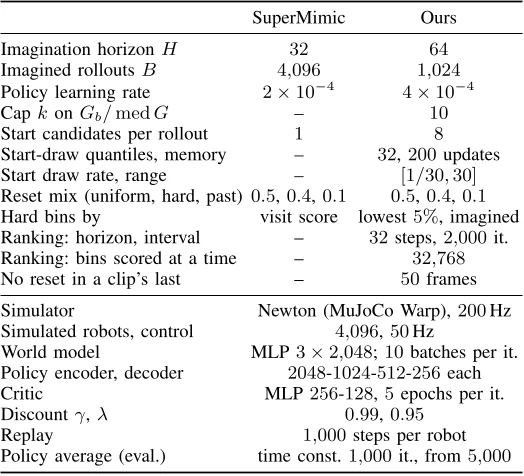 SuperMimic Ours
Imagination horizon H 32 64
Imagined rollouts B 4,096 1,024
Policy learning rate 2 × 10⁻⁴ 4 × 10⁻⁴
Cap k on G_b/ med G – 10
Start candidates per rollout 1 8
Start-draw quantiles, memory – 32, 200 updates
Start draw rate, range – [1/30, 30]
Reset mix (uniform, hard, past) 0.5, 0.4, 0.1 0.5, 0.4, 0.1
Hard bins by visit score lowest 5%, imagined
Ranking: horizon, interval – 32 steps, 2,000 it.
Ranking: bins scored at a time – 32,768
No reset in a clip's last – 50 frames
Simulator Newton (MuJoCo Warp), 200 Hz
Simulated robots, control 4,096, 50 Hz
World model MLP 3 × 2,048; 10 batches per it.
Policy encoder, decoder 2048-1024-512-256 each
Critic MLP 256-128, 5 epochs per it.
Discount γ, λ 0.99, 0.95
Replay 1,000 steps per robot
Policy average (eval.) time const. 1,000 it., from 5,000